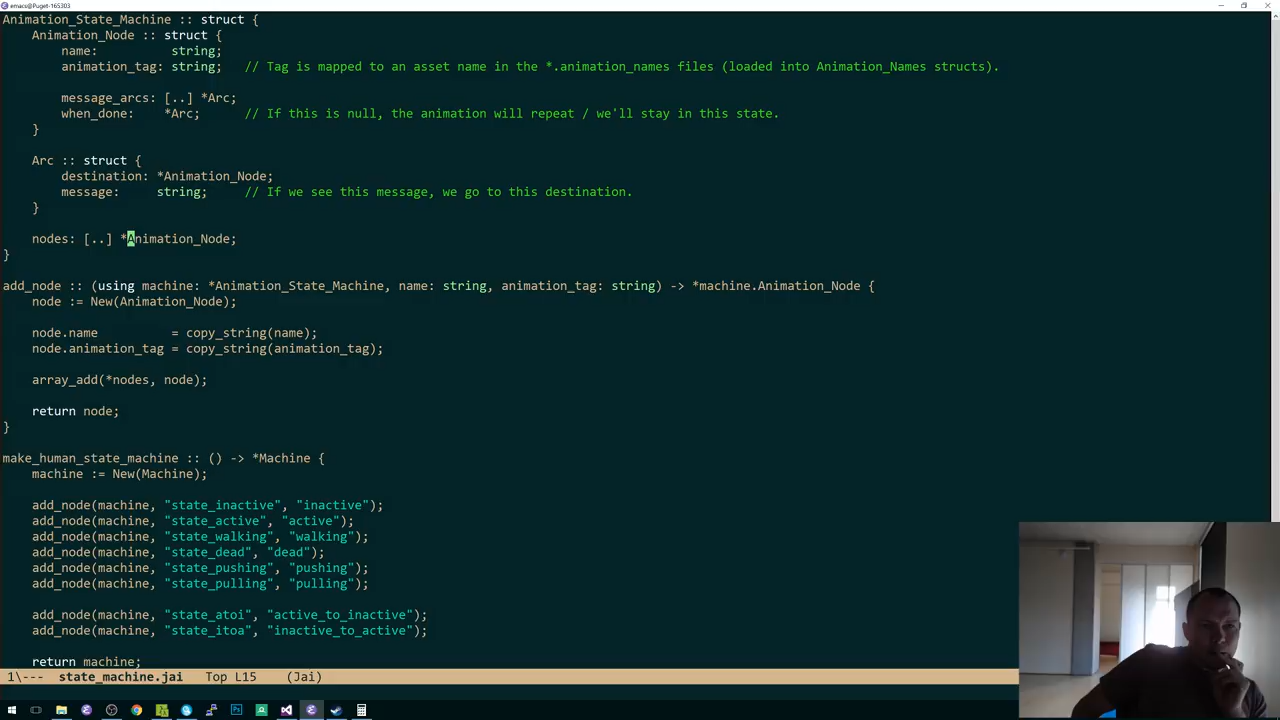 emacs@Puget-165303
Animation_State_Machine :: struct {
    Animation_Node :: struct {
        name:          string;
        animation_tag: string;   // Tag is mapped to an asset name in the *.animation_names files (loaded into Animation_Names structs).

        message_arcs: [..] *Arc;
        when_done:    *Arc;      // If this is null, the animation will repeat / we'll stay in this state.
    }

    Arc :: struct {
        destination: *Animation_Node;
        message:     string;     // If we see this message, we go to this destination.
    }

    nodes: [..] *Animation_Node;
}

add_node :: (using machine: *Animation_State_Machine, name: string, animation_tag: string) -> *machine.Animation_Node {
    node := New(Animation_Node);

    node.name          = copy_string(name);
    node.animation_tag = copy_string(animation_tag);

    array_add(*nodes, node);

    return node;
}

make_human_state_machine :: () -> *Machine {
    machine := New(Machine);

    add_node(machine, "state_inactive", "inactive");
    add_node(machine, "state_active", "active");
    add_node(machine, "state_walking", "walking");
    add_node(machine, "state_dead", "dead");
    add_node(machine, "state_pushing", "pushing");
    add_node(machine, "state_pulling", "pulling");

    add_node(machine, "state_atoi", "active_to_inactive");
    add_node(machine, "state_itoa", "inactive_to_active");

    return machine;
1\---  state_machine.jai   Top L15    (Jai)